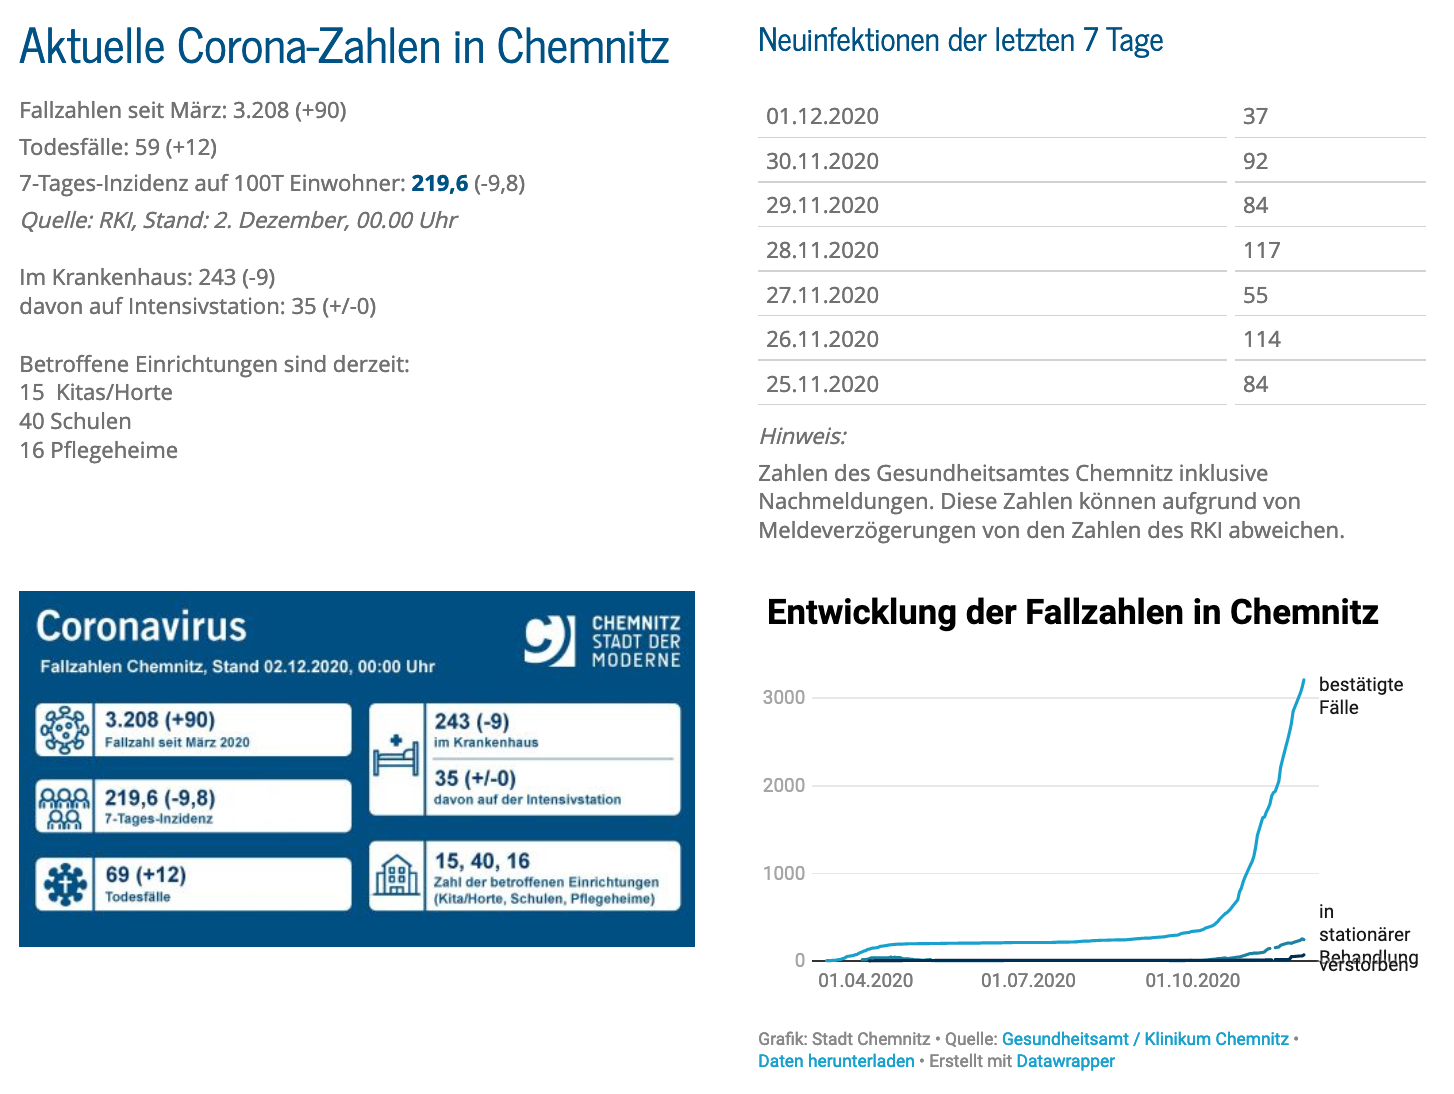 Aktuelle Corona-Zahlen in Chemnitz
Fallzahlen seit März: 3.208 (+90)
Todesfälle: 59 (+12)
7-Tages-Inzidenz auf 100T Einwohner: 219,6 (-9,8)
Quelle: RKI, Stand: 2. Dezember, 00.00 Uhr
Im Krankenhaus: 243 (-9)
davon auf Intensivstation: 35 (+/-0)
Betroffene Einrichtungen sind derzeit:
15 Kitas/Horte
40 Schulen
16 Pflegeheime
Neuinfektionen der letzten 7 Tage
01.12.2020 37
30.11.2020 92
29.11.2020 84
28.11.2020 117
27.11.2020 55
26.11.2020 114
25.11.2020 84
Hinweis:
Zahlen des Gesundheitsamtes Chemnitz inklusive
Nachmeldungen. Diese Zahlen können aufgrund von
Meldeverzögerungen von den Zahlen des RKI abweichen.
Coronavirus
Fallzahlen Chemnitz, Stand 02.12.2020, 00:00 Uhr
CHEMNITZ
STADT DER
MODERNE
3.208 (+90)
Fallzahl seit März 2020
219,6 (-9,8)
7-Tages-Inzidenz
69 (+12)
Todesfälle
243 (-9)
im Krankenhaus
35 (+/-0)
davon auf der Intensivstation
15, 40, 16
Zahl der betroffenen Einrichtungen
(Kita/Horte, Schulen, Pflegeheime)
Entwicklung der Fallzahlen in Chemnitz
3000
2000
1000
0
01.04.2020 01.07.2020 01.10.2020
bestätigte
Fälle
in
stationärer
Behandlung
verstorben
Grafik: Stadt Chemnitz • Quelle: Gesundheitsamt / Klinikum Chemnitz •
Daten herunterladen • Erstellt mit Datawrapper